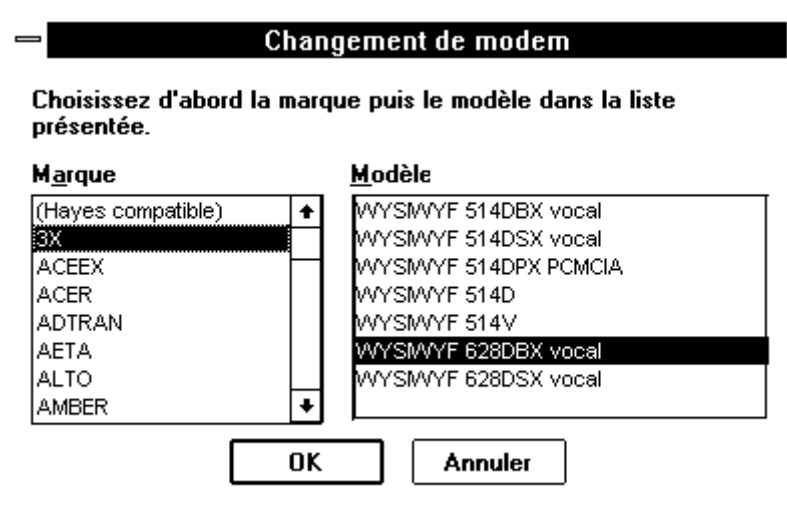 Changement de modem
Choisissez d'abord la marque puis le modèle dans la liste
présentée.
Marque
Modèle
(Hayes compatible)
3X
ACEEX
ACER
ADTRAN
AETA
ALTO
AMBER
WYSIWYF 514DBX vocal
WYSIWYF 514DSX vocal
WYSIWYF 514DPX PCMCIA
WYSIWYF 514D
WYSIWYF 514V
WYSIWYF 628DBX vocal
WYSIWYF 628DSX vocal
OK
Annuler